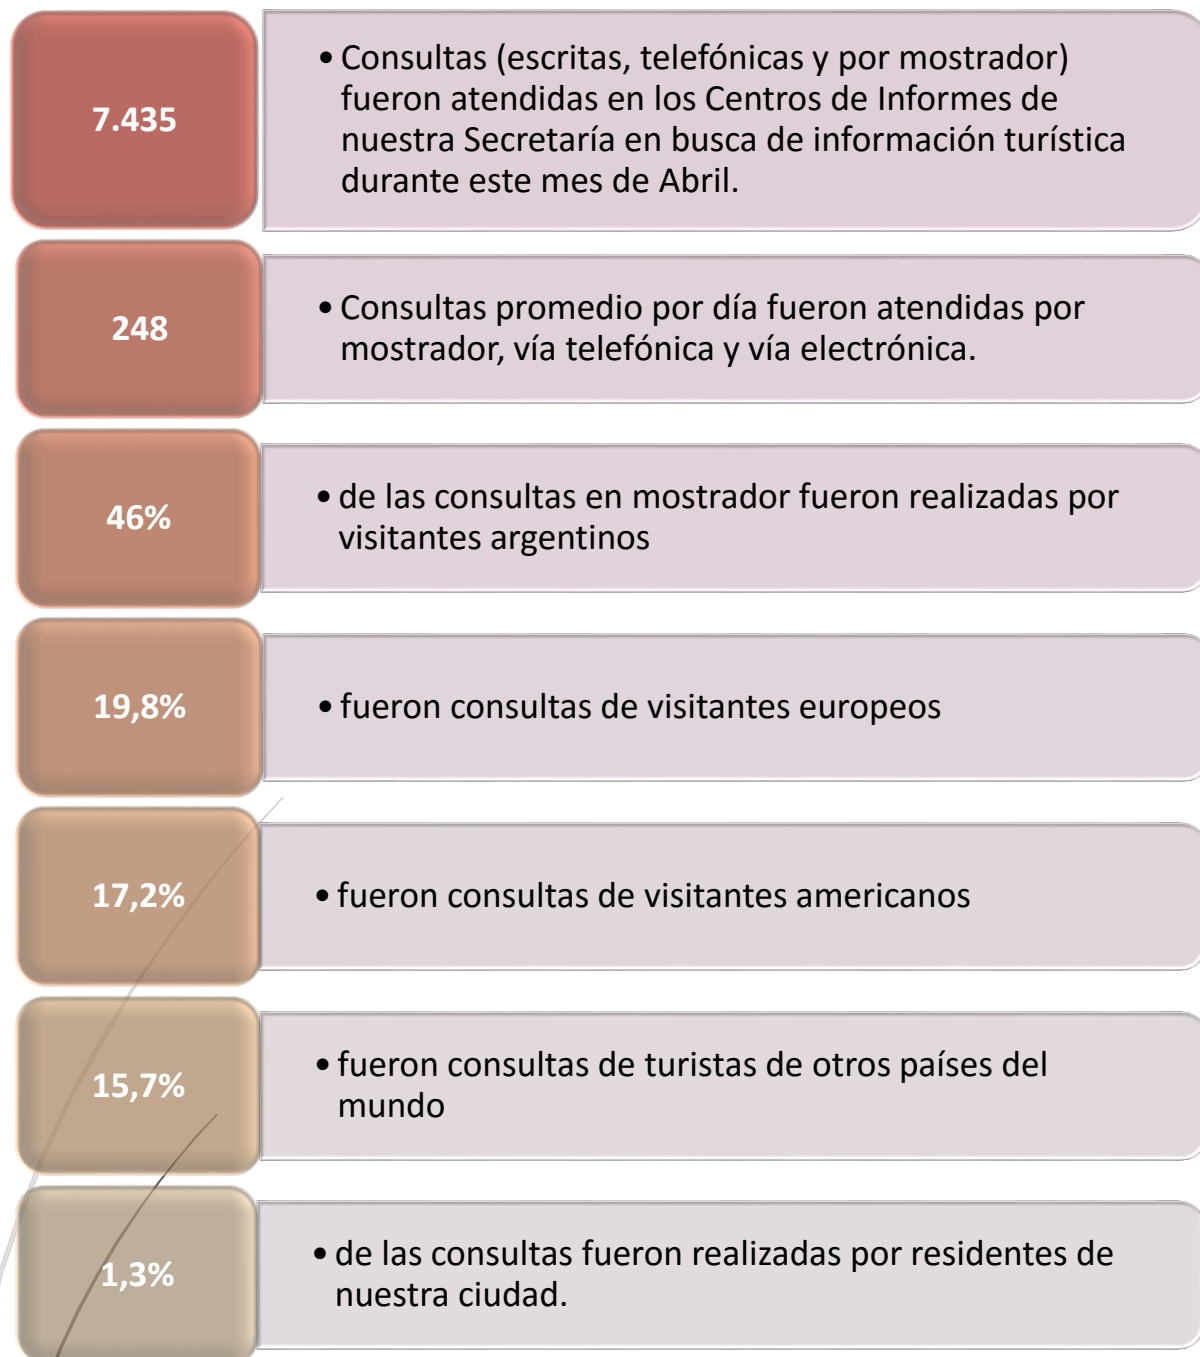 7.435
• Consultas (escritas, telefónicas y por mostrador)
fueron atendidas en los Centros de Informes de
nuestra Secretaría en busca de información turística
durante este mes de Abril.
248
• Consultas promedio por día fueron atendidas por
mostrador, vía telefónica y vía electrónica.
46%
• de las consultas en mostrador fueron realizadas por
visitantes argentinos
19,8%
• fueron consultas de visitantes europeos
17,2%
• fueron consultas de visitantes americanos
15,7%
• fueron consultas de turistas de otros países del
mundo
1,3%
• de las consultas fueron realizadas por residentes de
nuestra ciudad.